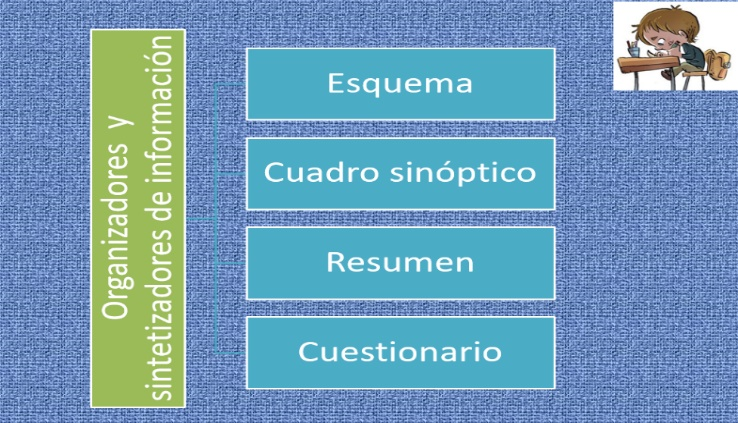 Organizadores y
sintetizadores de información
Esquema
Cuadro sinóptico
Resumen
Cuestionario